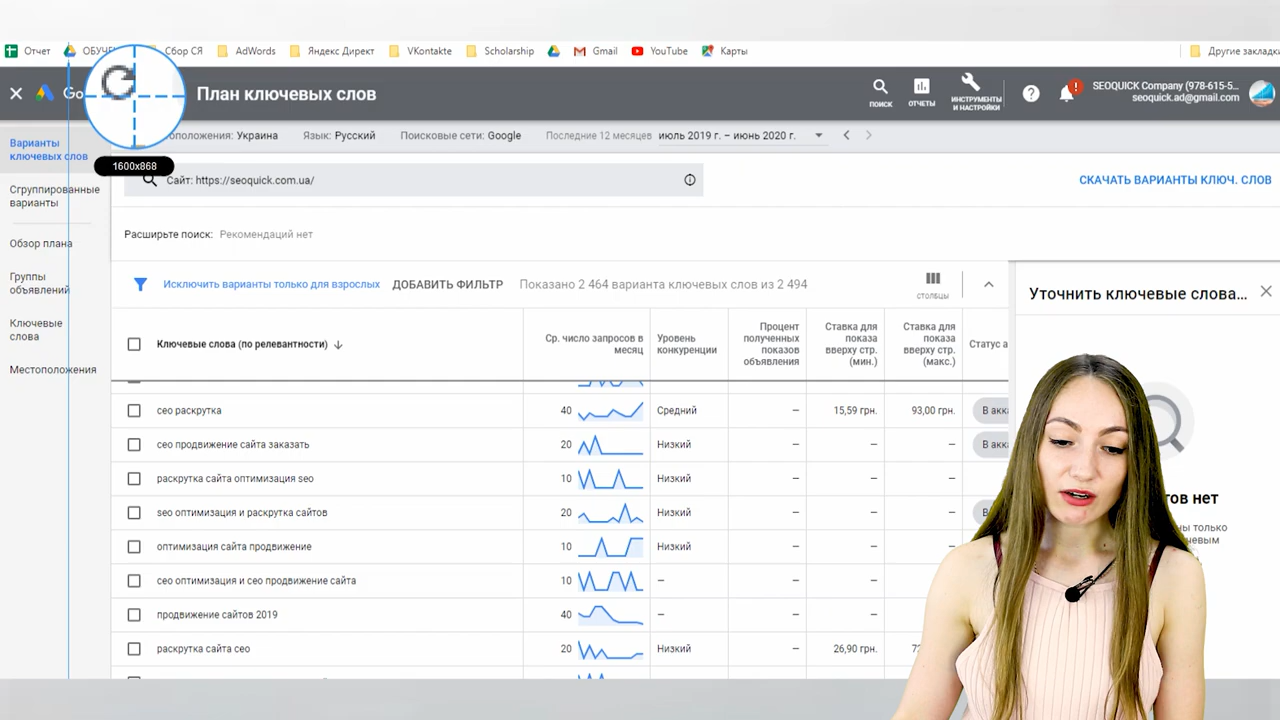 Отчет
Сбор СЯ
AdWords
Яндекс Директ
VKontakte
Scholarship
Gmail
YouTube
Карты
Другие закладки
План ключевых слов
ПОИСК
ОТЧЕТЫ
ИНСТРУМЕНТЫ
И НАСТРОЙКИ
SEOQUICK Company (978-615-5...
seoquick.ad@gmail.com
Украина
Язык: Русский
Поисковые сети: Google
Последние 12 месяцев
июль 2019 г. – июнь 2020 г.
1600x868
Варианты
ключевых слов
Сгруппированные
варианты
Обзор плана
Группы
объявлений
Ключевые
слова
Местоположения
Сайт: https://seoquick.com.ua/
СКАЧАТЬ ВАРИАНТЫ КЛЮЧ. СЛОВ
Расширьте поиск: Рекомендаций нет
Исключить варианты только для взрослых
ДОБАВИТЬ ФИЛЬТР
Показано 2 464 варианта ключевых слов из 2 494
СТОЛБЦЫ
Уточнить ключевые слова...
Ключевые слова (по релевантности)
Ср. число запросов в
месяц
Уровень
конкуренции
Процент
полученных
показов
объявления
Ставка для
показа
вверху стр.
(мин.)
Ставка для
показа
вверху стр.
(макс.)
Статус а
сео раскрутка 40 Средний – 15,59 грн. 93,00 грн.
сео продвижение сайта заказать 20 Низкий – – –
раскрутка сайта оптимизация seo 10 Низкий – – –
seo оптимизация и раскрутка сайтов 20 Низкий – – –
оптимизация сайта продвижение 10 Низкий – – –
сео оптимизация и сео продвижение сайта 10 – – –
продвижение сайтов 2019 40 – – –
раскрутка сайта сео 20 Низкий – 26,90 грн.
нет
только